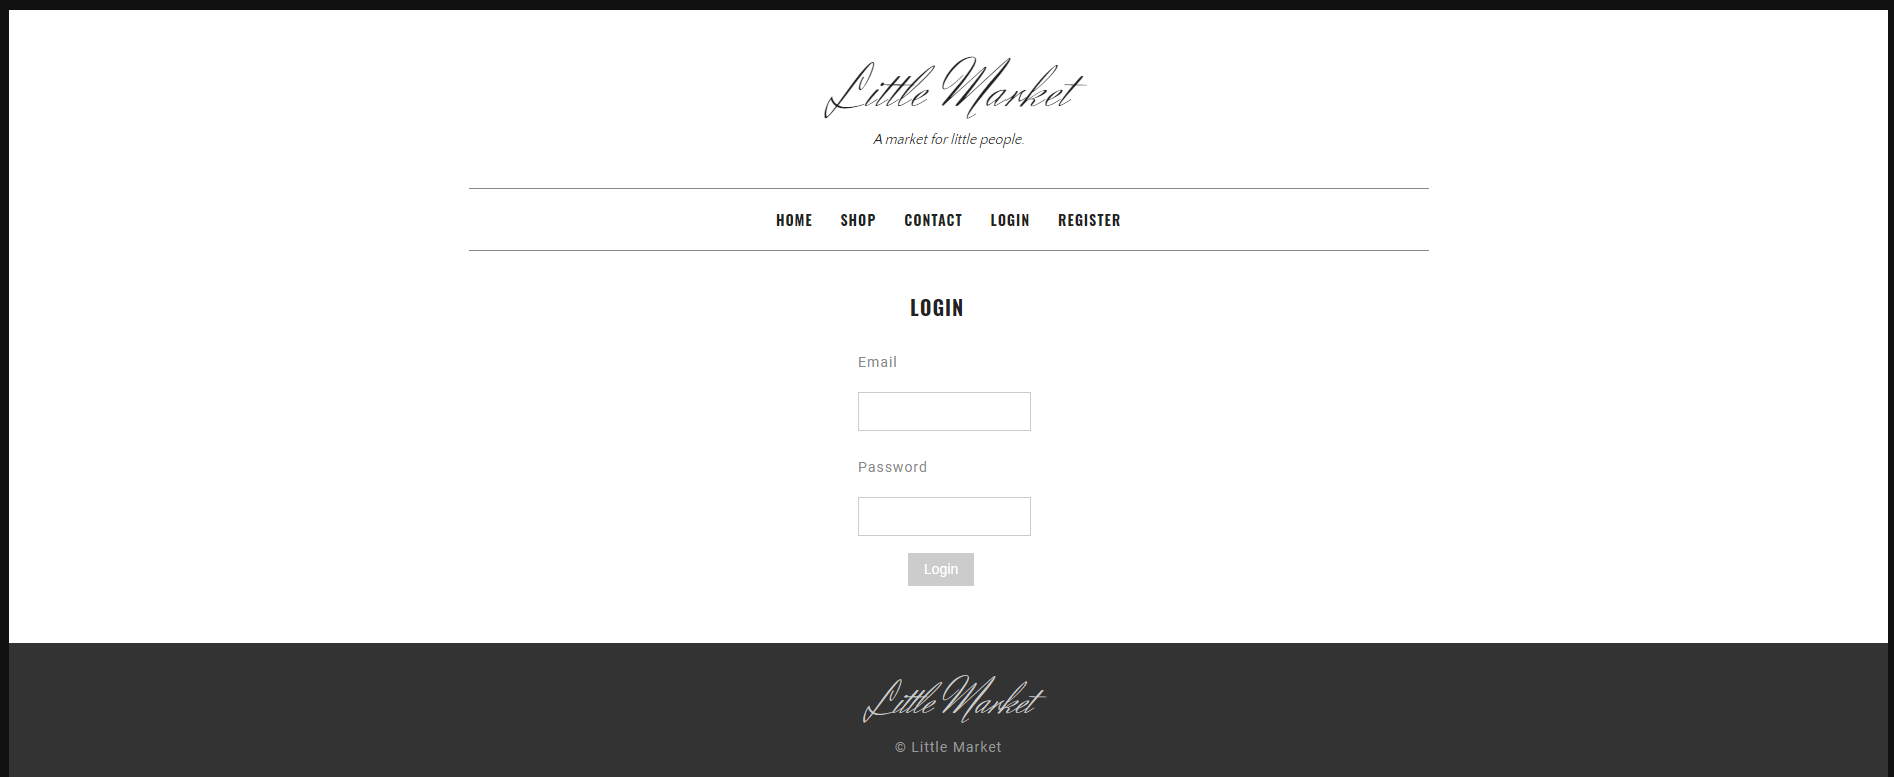 Little Market
A market for little people.
HOME SHOP CONTACT LOGIN REGISTER
LOGIN
Email
Password
Login
Little Market
© Little Market